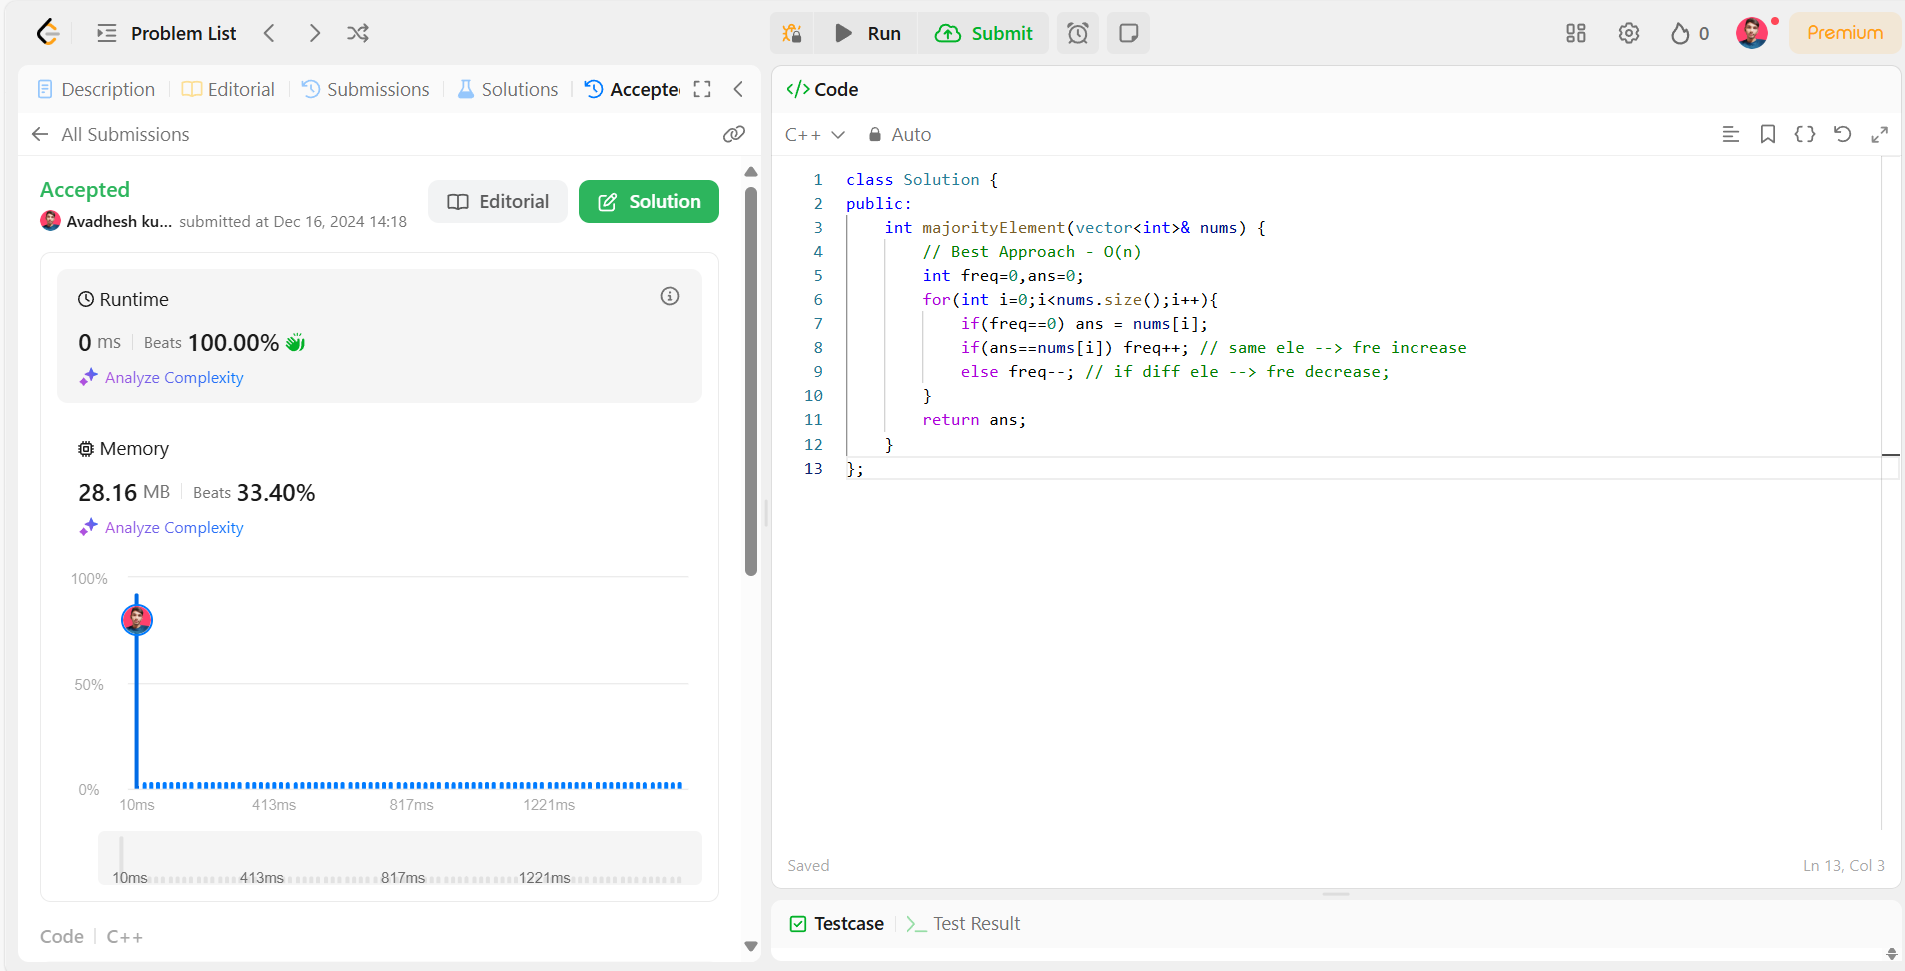 Problem List
Run
Submit
0
Premium
Description
Editorial
Submissions
Solutions
Accepte
All Submissions
Accepted
Editorial
Solution
Avadhesh ku... submitted at Dec 16, 2024 14:18
Runtime
0 ms Beats 100.00%
Analyze Complexity
Memory
28.16 MB Beats 33.40%
Analyze Complexity
100%
50%
0%
10ms 413ms 817ms 1221ms
10ms 413ms 817ms 1221ms
Code C++
</> Code
C++ Auto
1 class Solution {
2 public:
3 int majorityElement(vector<int>& nums) {
4 // Best Approach - O(n)
5 int freq=0,ans=0;
6 for(int i=0;i<nums.size();i++){
7 if(freq==0) ans = nums[i];
8 if(ans==nums[i]) freq++; // same ele --> fre increase
9 else freq--; // if diff ele --> fre decrease;
10 }
11 return ans;
12 }
13 };
Saved
Ln 13, Col 3
Testcase
Test Result